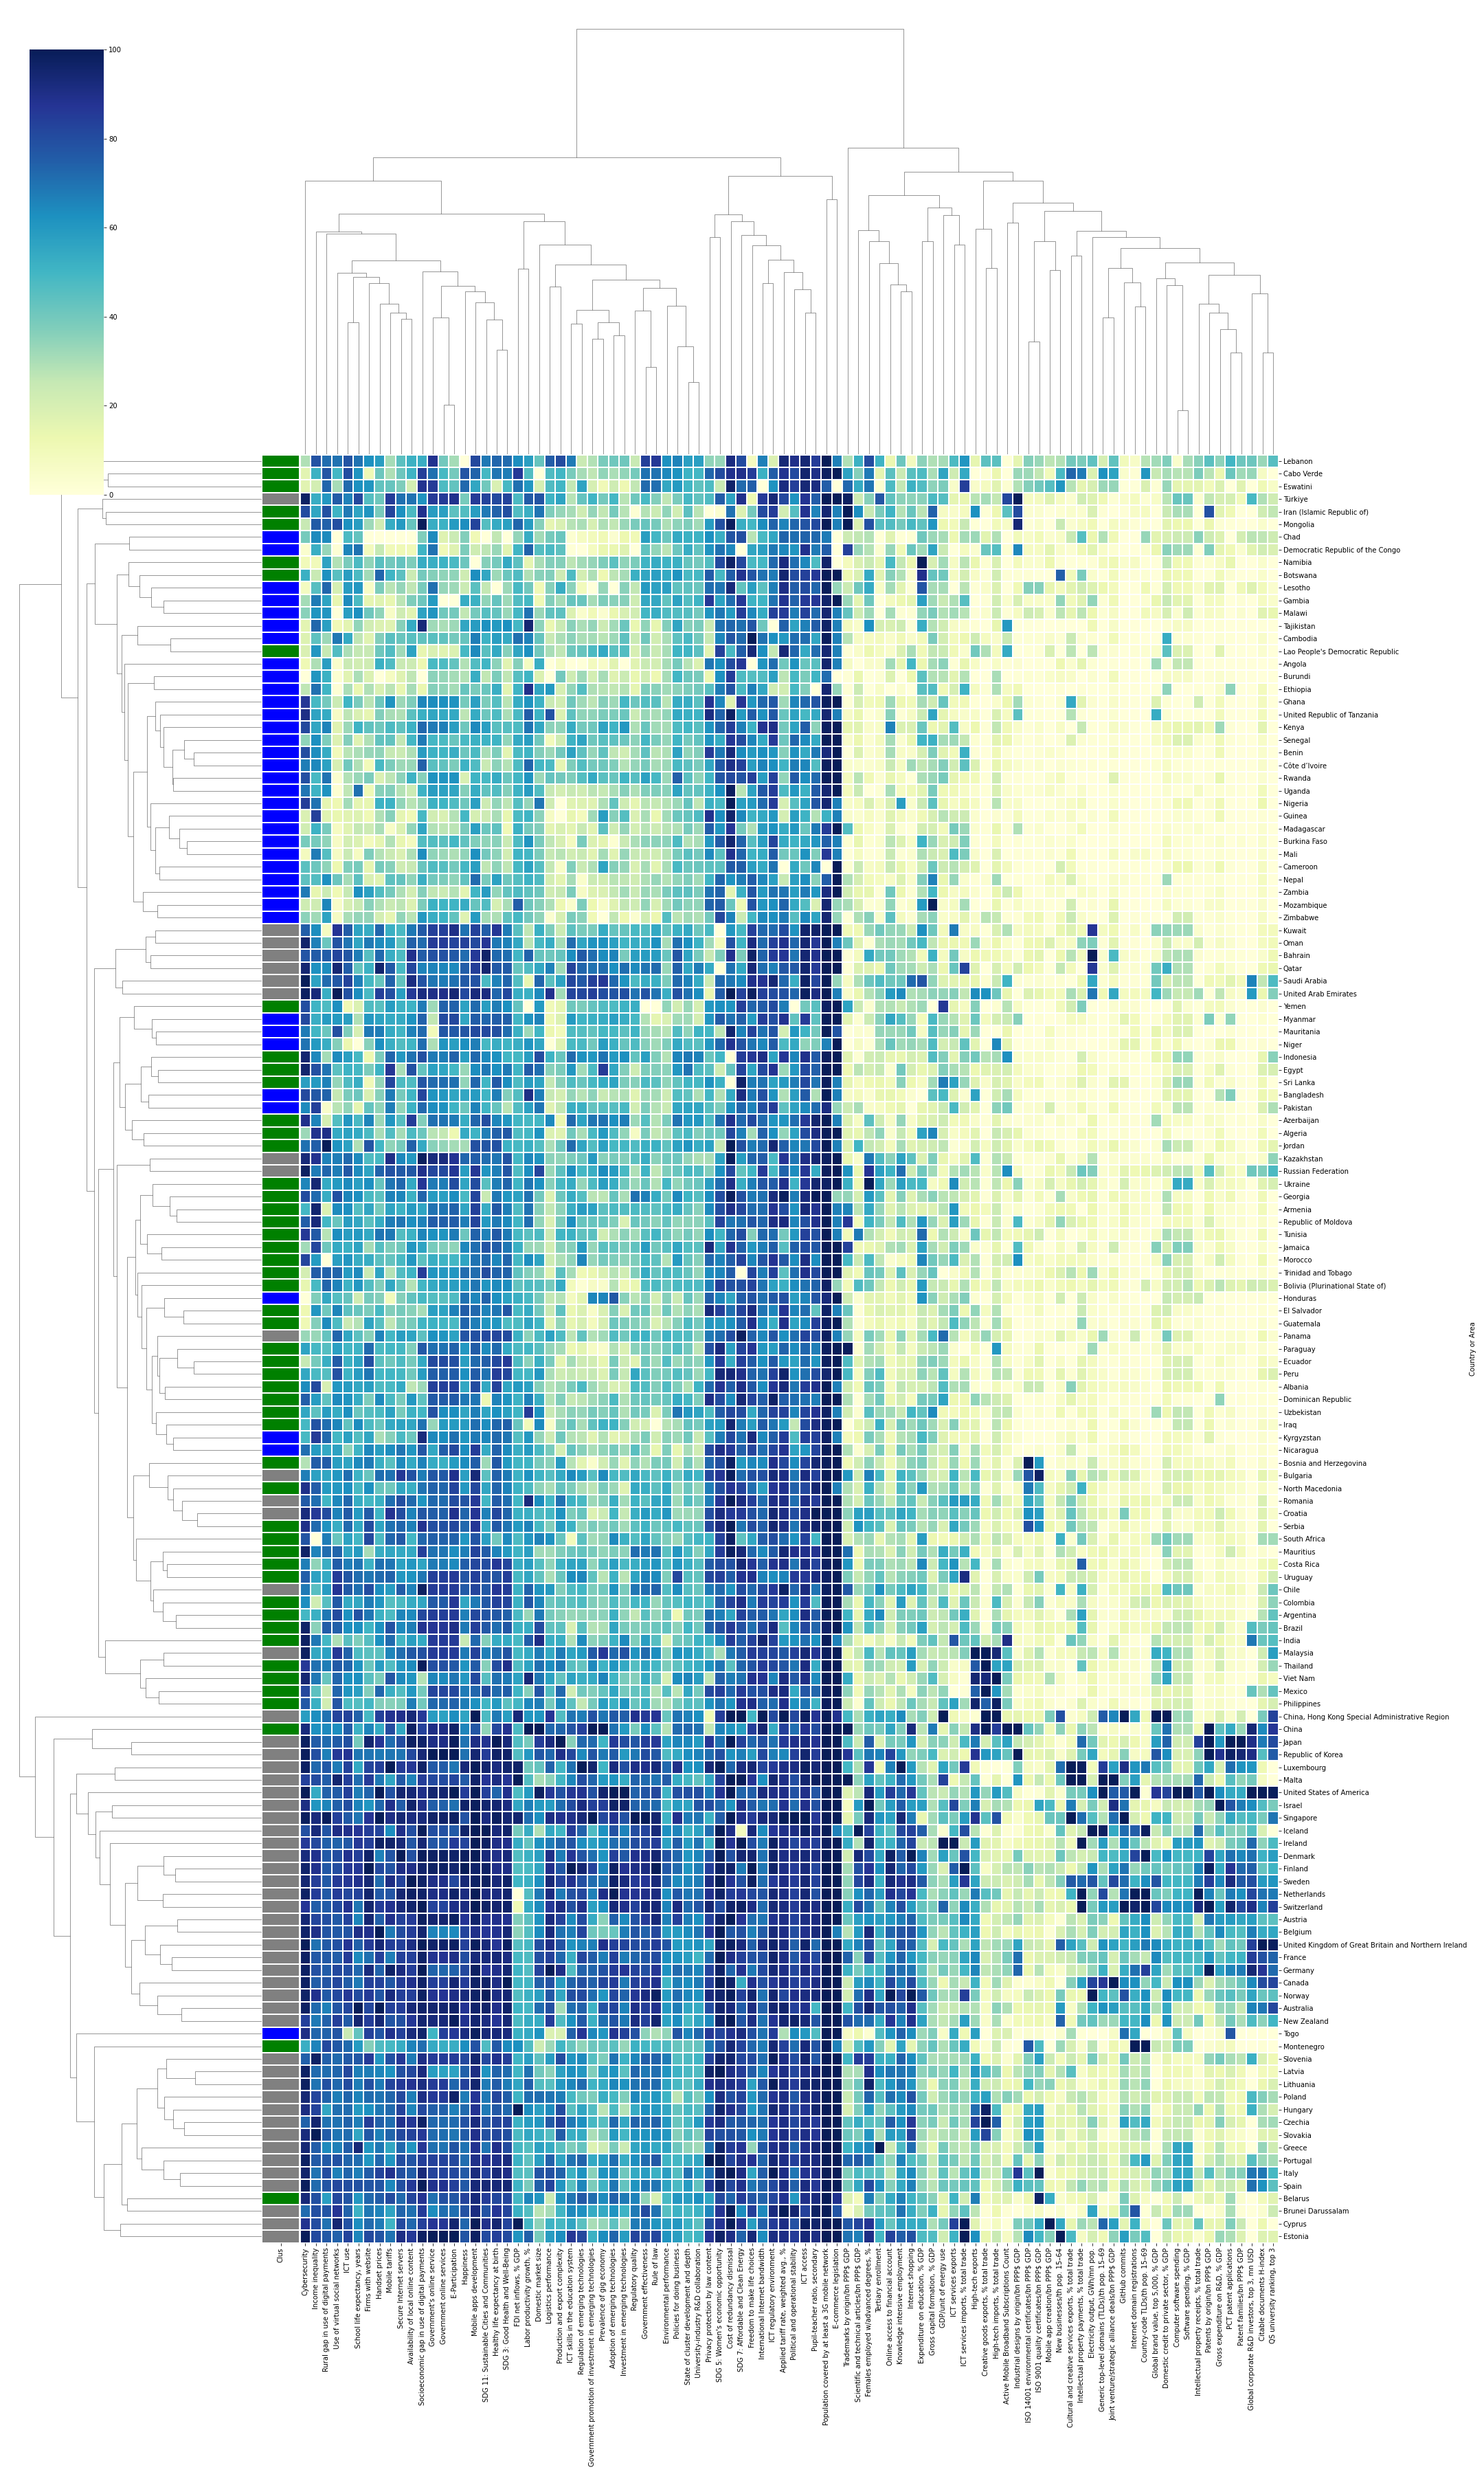 100
80
60
40
20
0
Lebanon
Cabo Verde
Eswatini
Türkiye
Iran (Islamic Republic of)
Mongolia
Chad
Democratic Republic of the Congo
Namibia
Botswana
Lesotho
Gambia
Malawi
Tajikistan
Cambodia
Lao People's Democratic Republic
Angola
Burundi
Ethiopia
Ghana
United Republic of Tanzania
Kenya
Senegal
Benin
Côte d'Ivoire
Rwanda
Uganda
Nigeria
Guinea
Madagascar
Burkina Faso
Mali
Cameroon
Nepal
Zambia
Mozambique
Zimbabwe
Kuwait
Oman
Bahrain
Qatar
Saudi Arabia
United Arab Emirates
Yemen
Myanmar
Mauritania
Niger
Indonesia
Egypt
Sri Lanka
Bangladesh
Pakistan
Azerbaijan
Algeria
Jordan
Kazakhstan
Russian Federation
Ukraine
Georgia
Armenia
Republic of Moldova
Tunisia
Jamaica
Morocco
Trinidad and Tobago
Bolivia (Plurinational State of)
Honduras
El Salvador
Guatemala
Panama
Paraguay
Ecuador
Peru
Albania
Dominican Republic
Uzbekistan
Iraq
Kyrgyzstan
Nicaragua
Bosnia and Herzegovina
Bulgaria
North Macedonia
Romania
Croatia
Serbia
South Africa
Mauritius
Costa Rica
Uruguay
Chile
Colombia
Argentina
Brazil
India
Malaysia
Thailand
Viet Nam
Mexico
Philippines
China, Hong Kong Special Administrative Region
China
Japan
Republic of Korea
Luxembourg
Malta
United States of America
Israel
Singapore
Iceland
Ireland
Denmark
Finland
Sweden
Netherlands
Switzerland
Austria
Belgium
United Kingdom of Great Britain and Northern Ireland
France
Germany
Canada
Norway
Australia
New Zealand
Togo
Montenegro
Slovenia
Latvia
Lithuania
Poland
Hungary
Czechia
Slovakia
Greece
Portugal
Italy
Spain
Belarus
Brunei Darussalam
Cyprus
Estonia
Country or Area
Clus
Cybersecurity
Income inequality
Rural gap in use of digital payments
Use of virtual social networks
ICT use
School life expectancy, years
Firms with website
Handset prices
Mobile tariffs
Secure Internet servers
Availability of local online content
Socioeconomic gap in use of digital payments
Government's online service
Government online services
E-Participation
Happiness
Mobile apps development
SDG 11: Sustainable Cities and Communities
Healthy life expectancy at birth
SDG 3: Good Health and Well-Being
FDI net inflows, % GDP
Labor productivity growth, %
Domestic market size
Logistics performance
Production and export complexity
ICT skills in the education system
Regulation of emerging technologies
Government promotion of investment in emerging technologies
Prevalence of gig economy
Adoption of emerging technologies
Investment in emerging technologies
Regulatory quality
Government effectiveness
Rule of law
Environmental performance
Policies for doing business
State of cluster development and depth
University-industry R&D collaboration
Privacy protection by law content
SDG 5: Women's economic opportunity
Cost of redundancy dismissal
SDG 7: Affordable and Clean Energy
Freedom to make life choices
International Internet bandwidth
ICT regulatory environment
Applied tariff rate, weighted avg., %
Political and operational stability
ICT access
Pupil-teacher ratio, secondary
Population covered by at least a 3G mobile network
E-commerce legislation
Trademarks by origin/bn PPP$ GDP
Scientific and technical articles/bn PPP$ GDP
Females employed w/advanced degrees, %
Tertiary enrollment
Online access to financial account
Knowledge intensive employment
Internet shopping
Expenditure on education, % GDP
Gross capital formation, % GDP
GDP/unit of energy use
ICT services exports
ICT services imports, % total trade
High-tech exports
Creative goods exports, % total trade
High-tech imports, % total trade
Active Mobile Broadband Subscriptions Count
Industrial designs by origin/bn PPP$ GDP
ISO 14001 environmental certificates/bn PPP$ GDP
ISO 9001 quality certificates/bn PPP$ GDP
Mobile app creation/bn PPP$ GDP
New businesses/th pop. 15–64
Cultural and creative services exports, % total trade
Intellectual property payments, % total trade
Electricity output, GWh/mn pop.
Generic top-level domains (TLDs)/th pop. 15–69
Joint venture/strategic alliance deals/bn PPP$ GDP
GitHub commits
Internet domain registrations
Country-code TLDs/th pop. 15–69
Global brand value, top 5,000, % GDP
Domestic credit to private sector, % GDP
Computer software spending
Software spending, % GDP
Intellectual property receipts, % total trade
Patents by origin/bn PPP$ GDP
Gross expenditure on R&D, % GDP
PCT patent applications
Patent families/bn PPP$ GDP
Global corporate R&D investors, top 3, mn USD
Citable documents H-index
QS university ranking, top 3